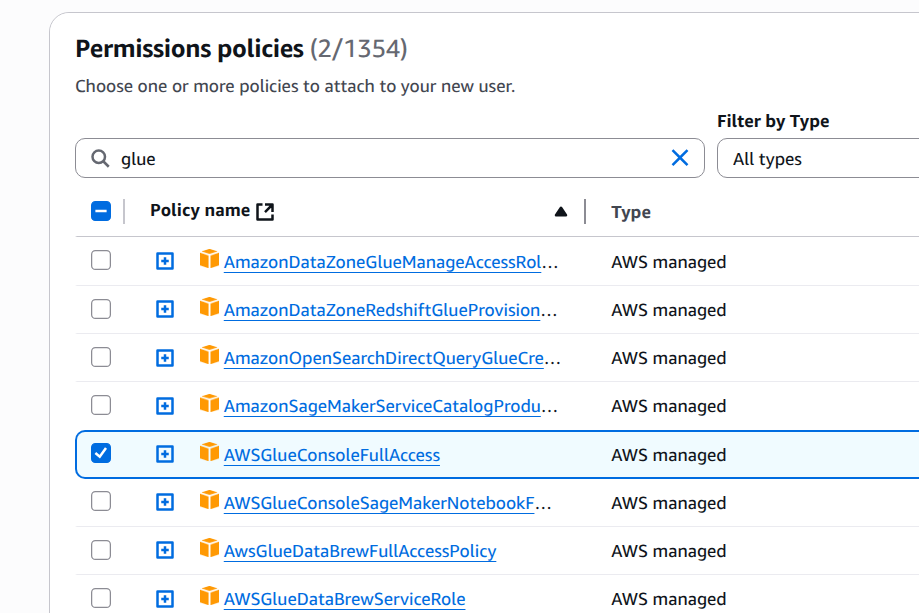 Permissions policies (2/1354)
Choose one or more policies to attach to your new user.
Filter by Type
glue
All types
Policy name
Type
AmazonDataZoneGlueManageAccessRol...
AWS managed
AmazonDataZoneRedshiftGlueProvision...
AWS managed
AmazonOpenSearchDirectQueryGlueCre...
AWS managed
AmazonSageMakerServiceCatalogProdu...
AWS managed
AWSGlueConsoleFullAccess
AWS managed
AWSGlueConsoleSageMakerNotebookF...
AWS managed
AwsGlueDataBrewFullAccessPolicy
AWS managed
AWSGlueDataBrewServiceRole
AWS managed